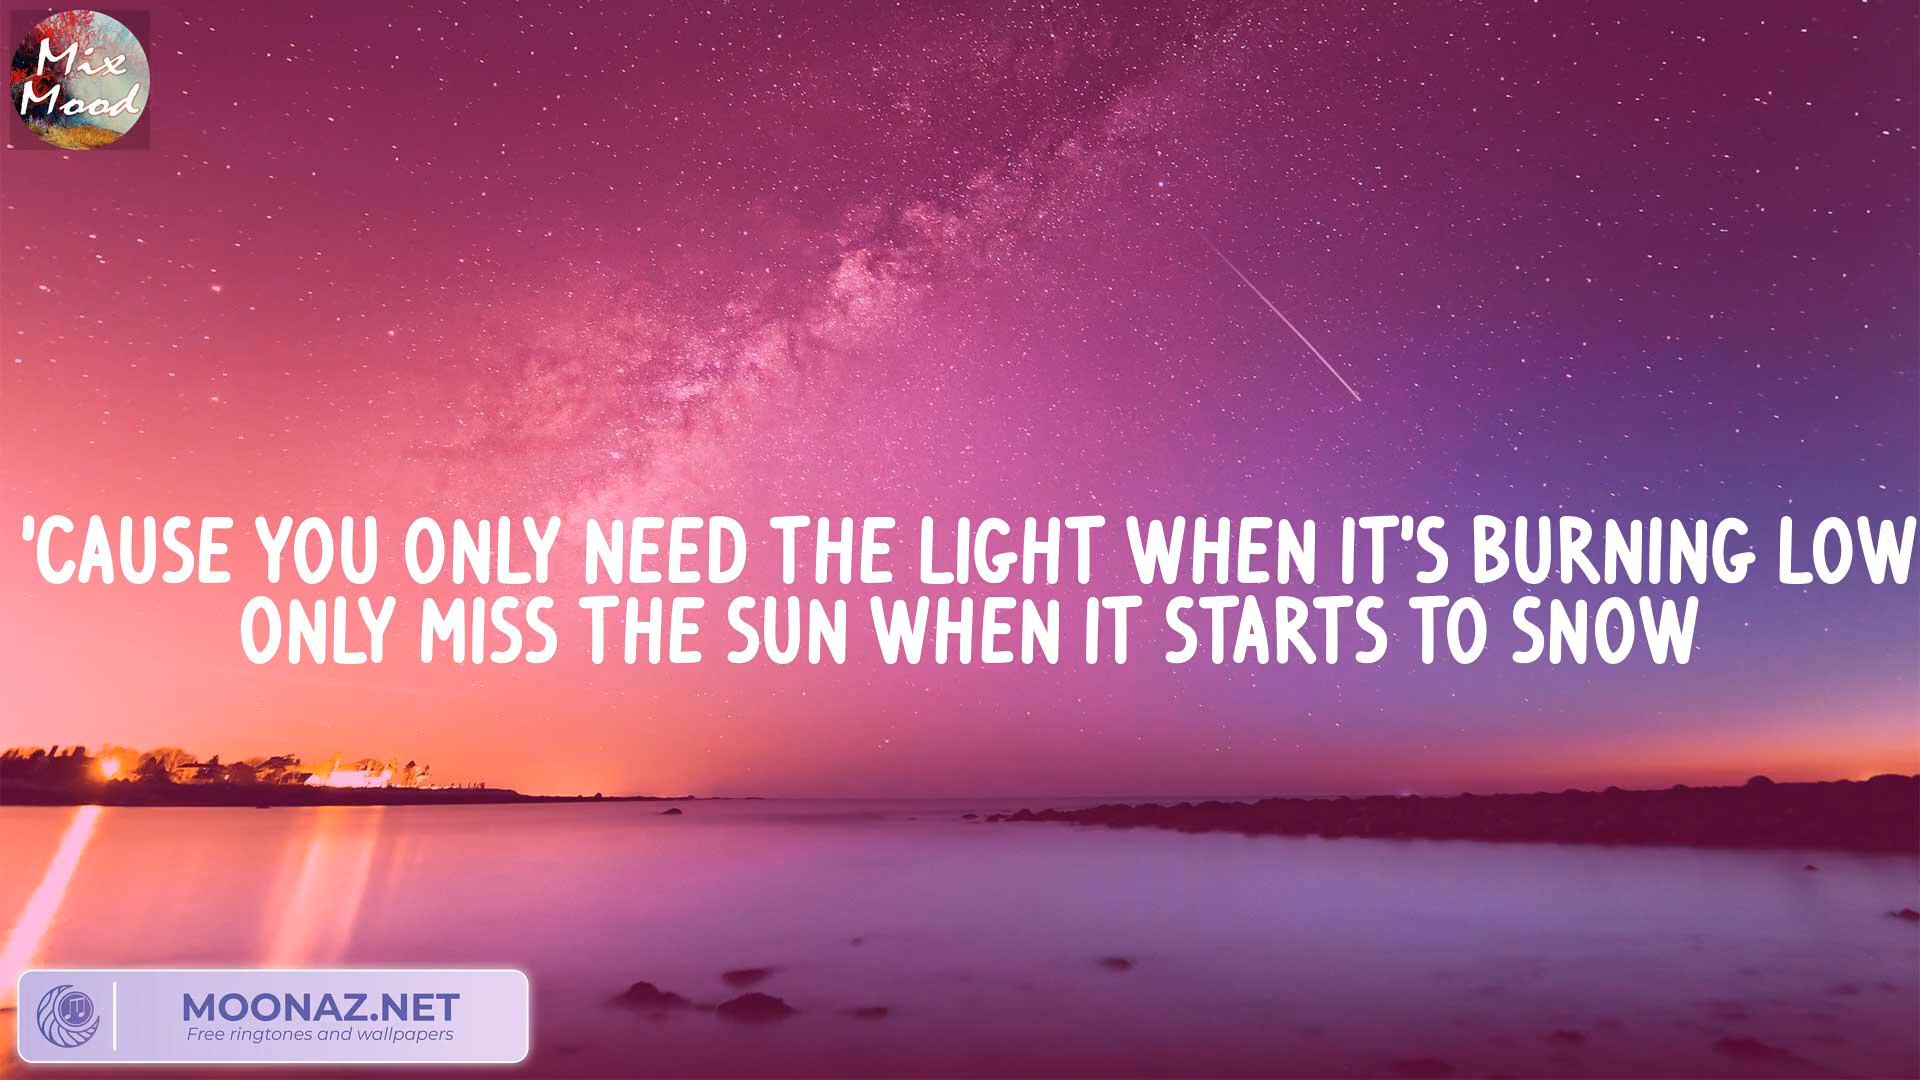 Mix
Mood
'CAUSE YOU ONLY NEED THE LIGHT WHEN IT'S BURNING LOW
ONLY MISS THE SUN WHEN IT STARTS TO SNOW
MOONAZ.NET
Free ringtones and wallpapers